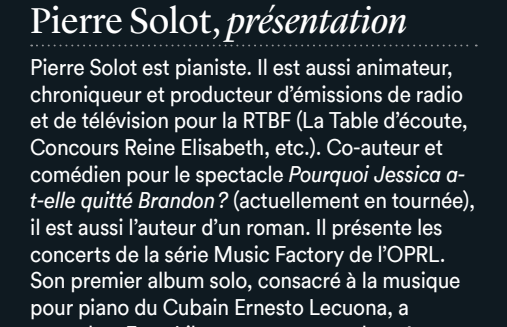 Pierre Solot, présentation
Pierre Solot est pianiste. Il est aussi animateur,
chroniqueur et producteur d'émissions de radio
et de télévision pour la RTBF (La Table d'écoute,
Concours Reine Elisabeth, etc.). Co-auteur et
comédien pour le spectacle Pourquoi Jessica a-
t-elle quitté Brandon ? (actuellement en tournée),
il est aussi l'auteur d'un roman. Il présente les
concerts de la série Music Factory de l'OPRL.
Son premier album solo, consacré à la musique
pour piano du Cubain Ernesto Lecuona, a